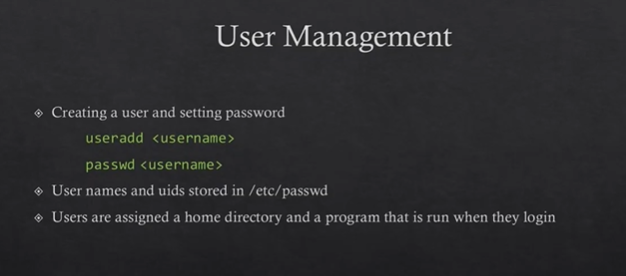 User Management
Creating a user and setting password
useradd <username>
passwd <username>
User names and uids stored in /etc/passwd
Users are assigned a home directory and a program that is run when they login